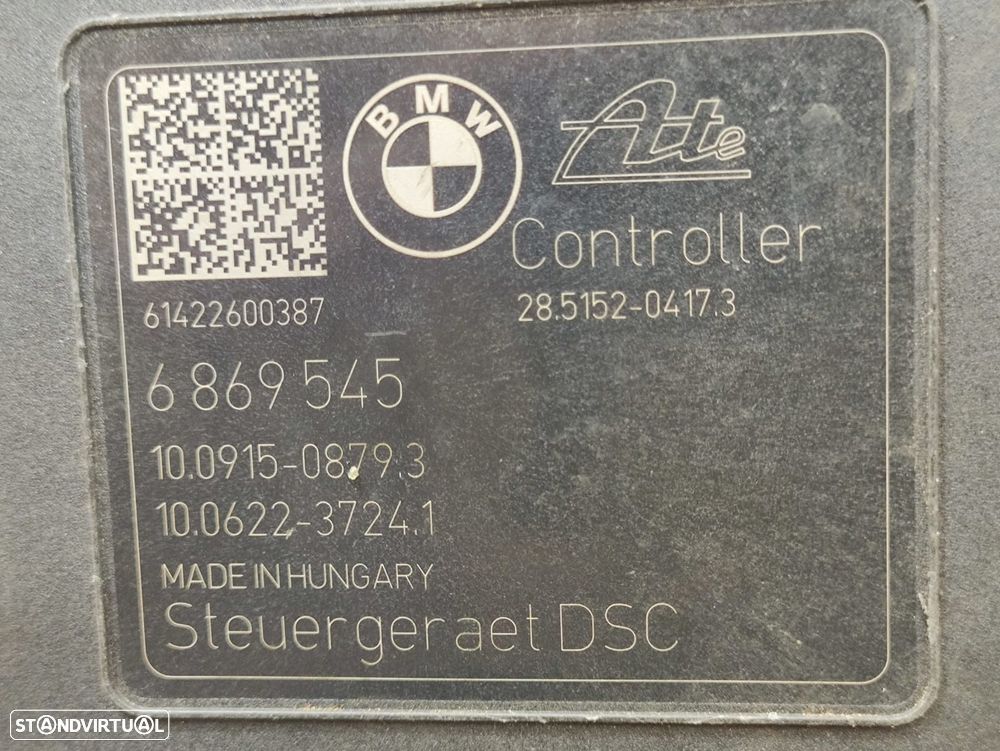 BMW
Ate
Controller
28.5152-0417.3
61422600387
6 869 545
10.0915-0879.3
10.0622-3724.1
MADE IN HUNGARY
Steuergeraet DSC
STANDVIRTUAL